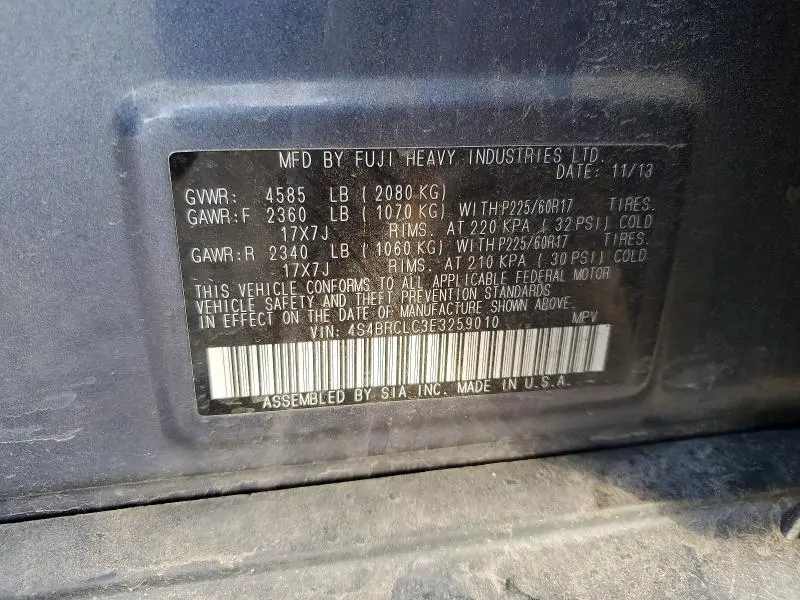 MFD BY FUJI HEAVY INDUSTRIES LTD.
DATE: 11/13
GVWR: 4585 LB ( 2080 KG)
GAWR:F 2360 LB ( 1070 KG) WITH P225/60R17 TIRES.
17X7J RIMS. AT 220 KPA ( 32 PSI) COLD
GAWR:R 2340 LB ( 1060 KG) WITH P225/60R17 TIRES.
17X7J RIMS. AT 210 KPA ( 30 PSI) COLD
THIS VEHICLE CONFORMS TO ALL APPLICABLE FEDERAL MOTOR
VEHICLE SAFETY AND THEFT PREVENTION STANDARDS
IN EFFECT ON THE DATE OF MANUFACTURE SHOWN ABOVE.
VIN: 4S4BRCLC3E3259010 MPV
ASSEMBLED BY SIA INC. MADE IN U.S.A.